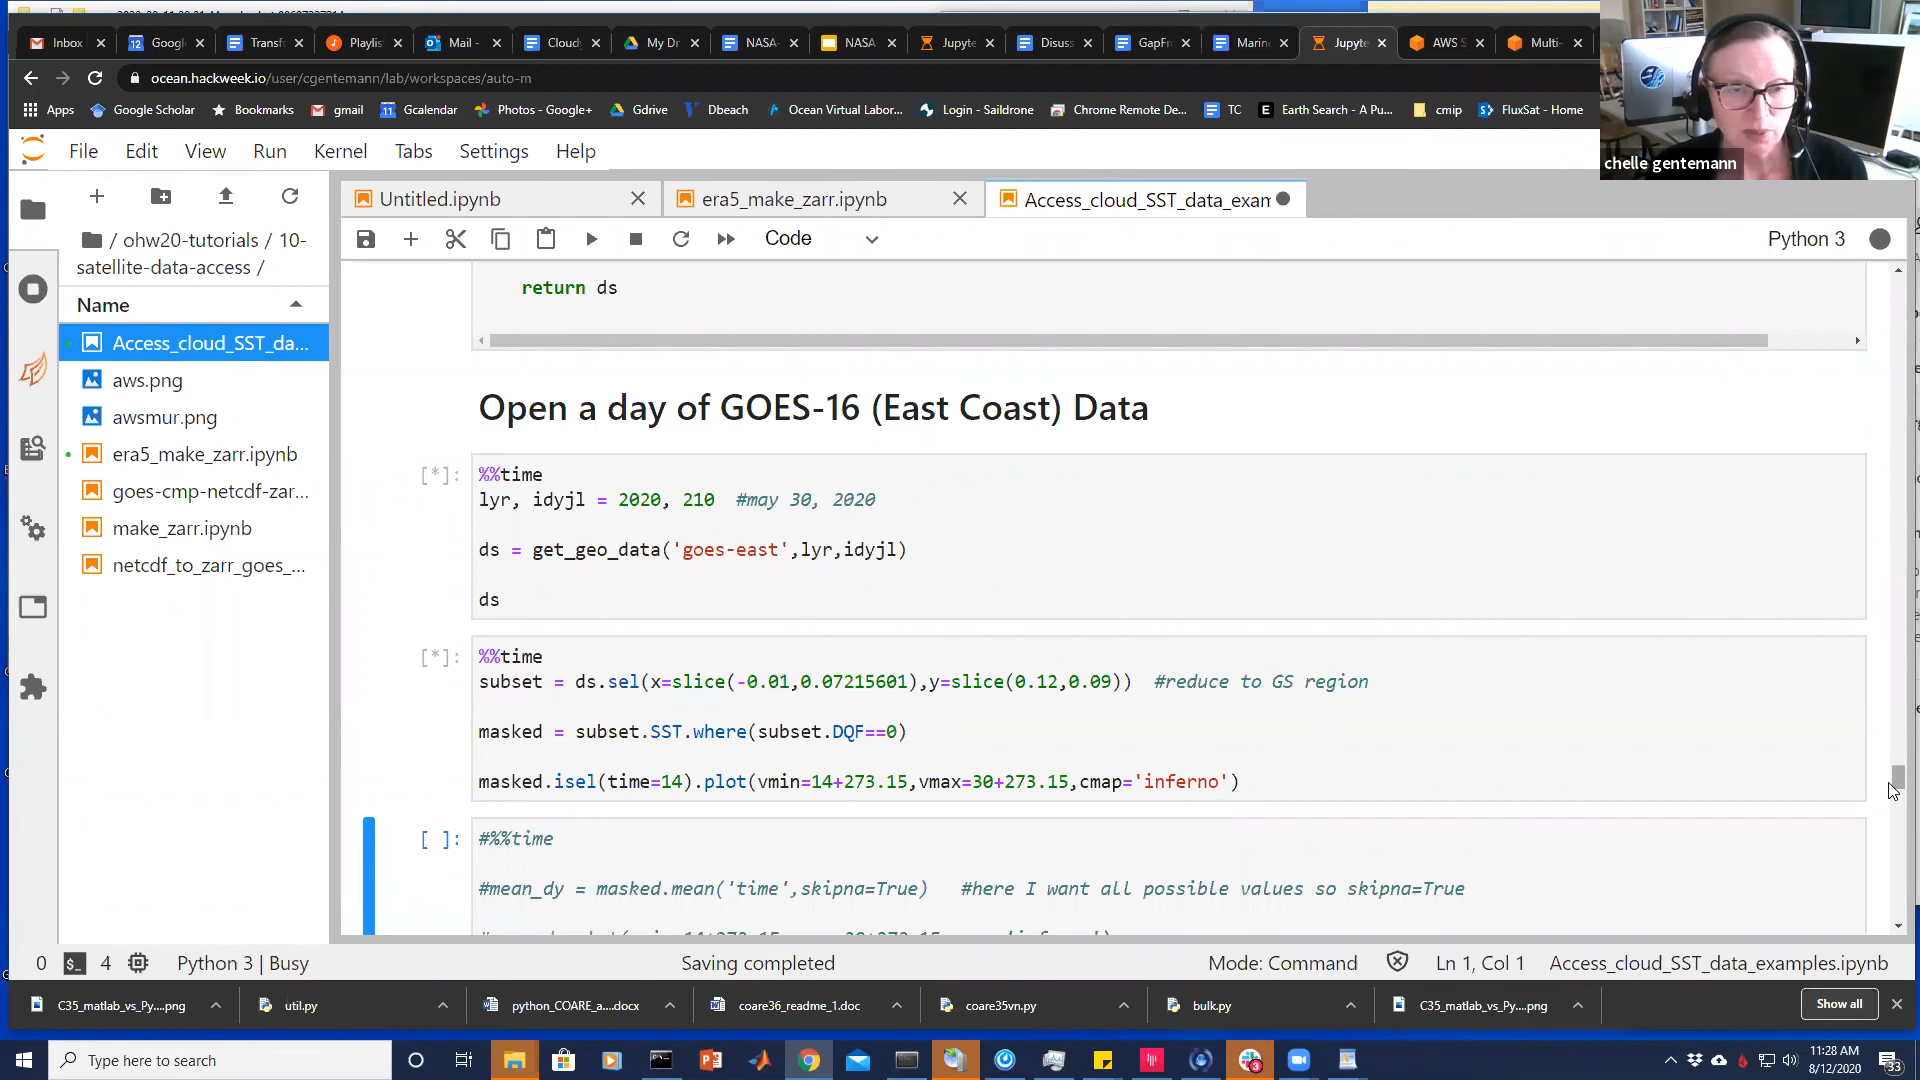 Inbox
Google
Transf
Playlis
Mail -
Cloudy
My Dr
NASA-
NASA
Jupyte
Disuss
GapFr
Marin
Jupyte
AWS S
Multi-
ocean.hackweek.io/user/cgentemann/lab/workspaces/auto-m
Apps
Google Scholar
Bookmarks
gmail
Gcalendar
Photos - Google+
Gdrive
Dbeach
Ocean Virtual Labor...
Login - Saildrone
Chrome Remote De...
TC
Earth Search - A Pu...
cmip
FluxSat - Home
chelle gentemann
File Edit View Run Kernel Tabs Settings Help
Untitled.ipynb
era5_make_zarr.ipynb
Access_cloud_SST_data_exam
Code
Python 3
/ ohw20-tutorials / 10-
satellite-data-access /
Name
Access_cloud_SST_da...
aws.png
awsmur.png
era5_make_zarr.ipynb
goes-cmp-netcdf-zar...
make_zarr.ipynb
netcdf_to_zarr_goes_...
return ds
Open a day of GOES-16 (East Coast) Data
[*]:
%%time
lyr, idyjl = 2020, 210 #may 30, 2020
ds = get_geo_data('goes-east',lyr,idyjl)
ds
[*]:
%%time
subset = ds.sel(x=slice(-0.01,0.07215601),y=slice(0.12,0.09)) #reduce to GS region
masked = subset.SST.where(subset.DQF==0)
masked.isel(time=14).plot(vmin=14+273.15,vmax=30+273.15,cmap='inferno')
[ ]:
#%%time
#mean_dy = masked.mean('time',skipna=True) #here I want all possible values so skipna=True
0
4
Python 3 | Busy
Saving completed
Mode: Command
Ln 1, Col 1
Access_cloud_SST_data_examples.ipynb
C35_matlab_vs_Py....png
util.py
python_COARE_a....docx
coare36_readme_1.doc
coare35vn.py
bulk.py
C35_matlab_vs_Py....png
Show all
Type here to search
11:28 AM
8/12/2020
33